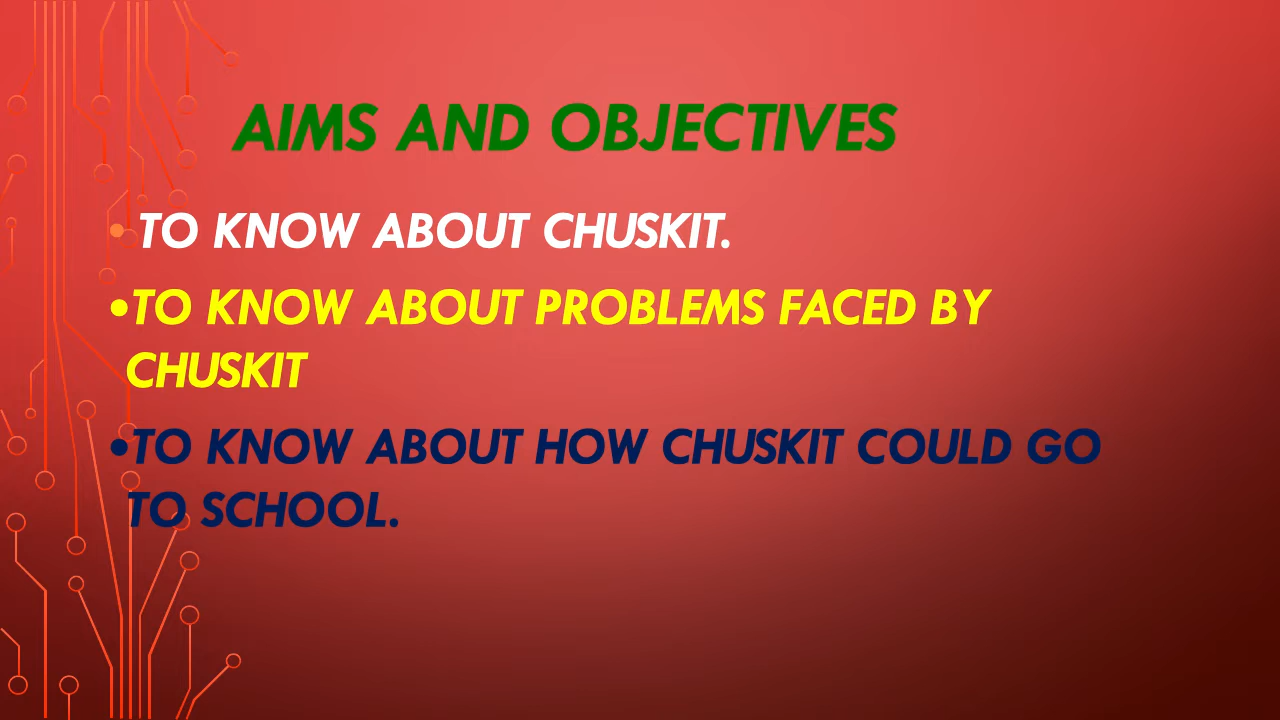 AIMS AND OBJECTIVES
• TO KNOW ABOUT CHUSKIT.
•TO KNOW ABOUT PROBLEMS FACED BY
CHUSKIT
•TO KNOW ABOUT HOW CHUSKIT COULD GO
TO SCHOOL.